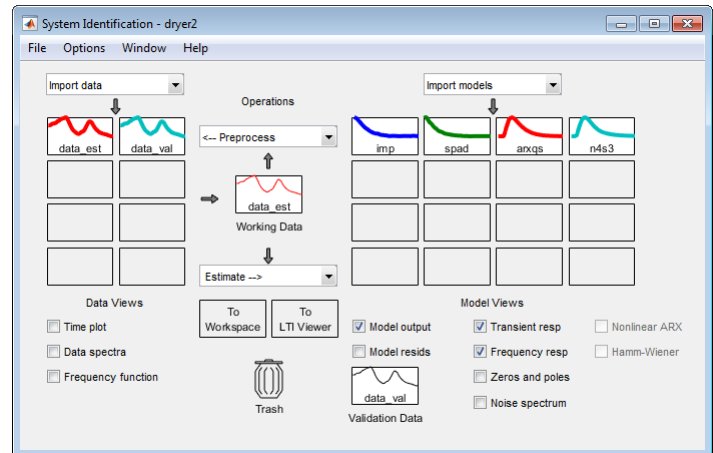 System Identification - dryer2
File Options Window Help
Import data
Import models
Operations
data_est
data_val
<-- Preprocess
imp
spad
arxqs
n4s3
data_est
Working Data
Estimate -->
Data Views
Model Views
Time plot
To
Workspace
To
LTI Viewer
Model output
Transient resp
Nonlinear ARX
Data spectra
Model resids
Frequency resp
Hamm-Wiener
Frequency function
Zeros and poles
Trash
data_val
Noise spectrum
Validation Data